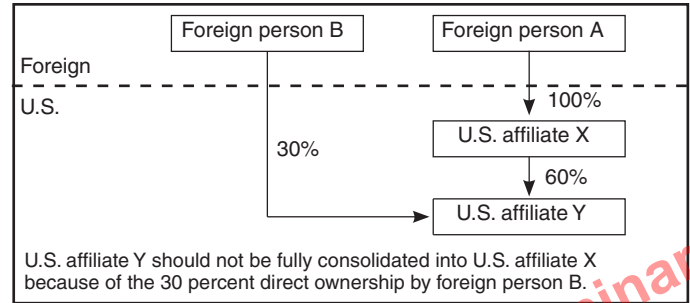 Foreign person B
Foreign person A
Foreign
U.S.
100%
U.S. affiliate X
30%
60%
U.S. affiliate Y
U.S. affiliate Y should not be fully consolidated into U.S. affiliate X
because of the 30 percent direct ownership by foreign person B.